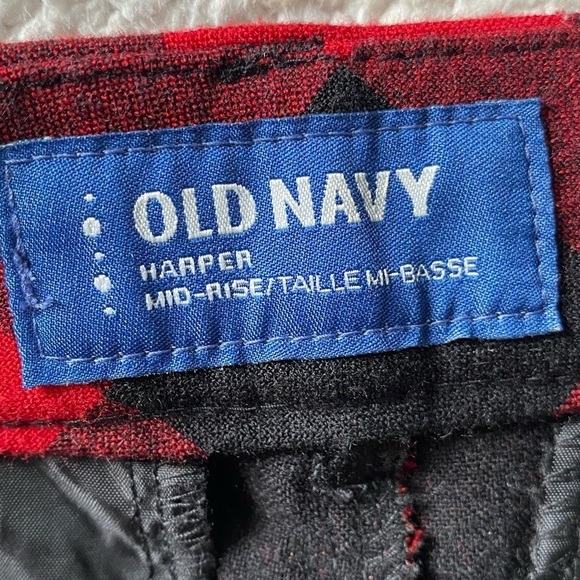 OLD NAVY
HARPER
MID-RISE/TAILLE MI-BASSE